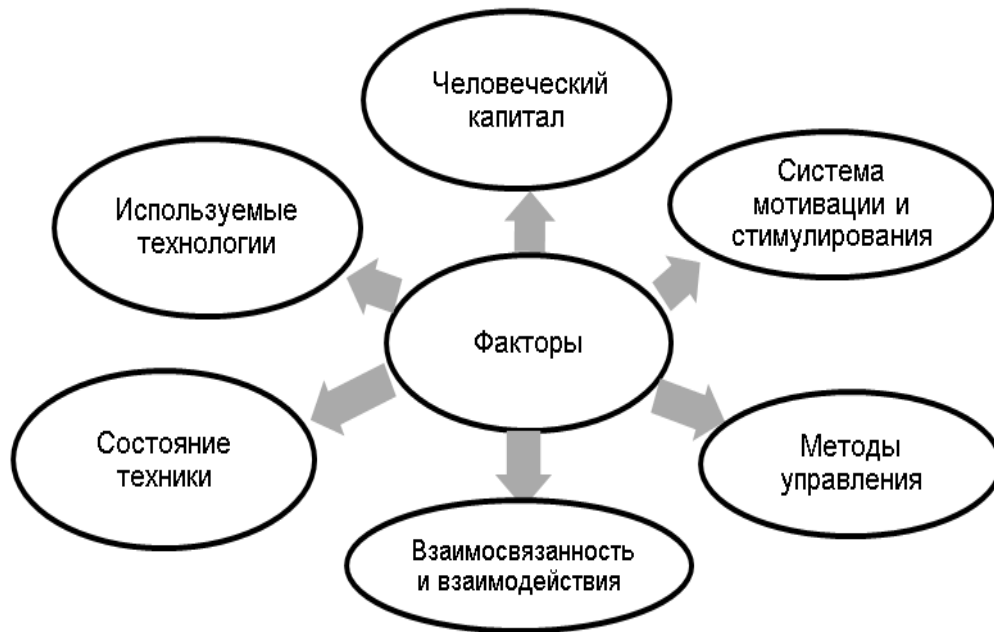 Человеческий
капитал
Система
мотивации и
стимулирования
Используемые
технологии
Факторы
Состояние
техники
Методы
управления
Взаимосвязанность
и взаимодействия